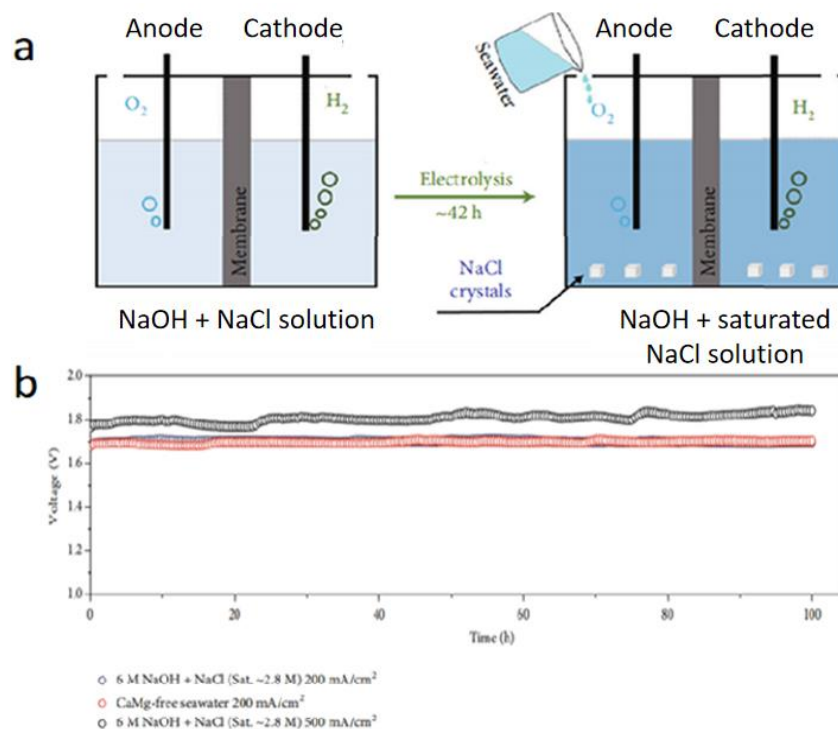 a
Anode Cathode
O₂
H₂
Membrane
NaOH + NaCl solution
Electrolysis
~42 h
NaCl
crystals
Seawater
Anode Cathode
O₂
H₂
Membrane
NaOH + saturated
NaCl solution
b
Voltage (V)
2.0
1.8
1.6
1.4
1.2
1.0
0 20 40 60 80 100
Time (h)
6 M NaOH + NaCl (Sat. ~2.8 M) 200 mA/cm²
CaMg-free seawater 200 mA/cm²
6 M NaOH + NaCl (Sat. ~2.8 M) 500 mA/cm²